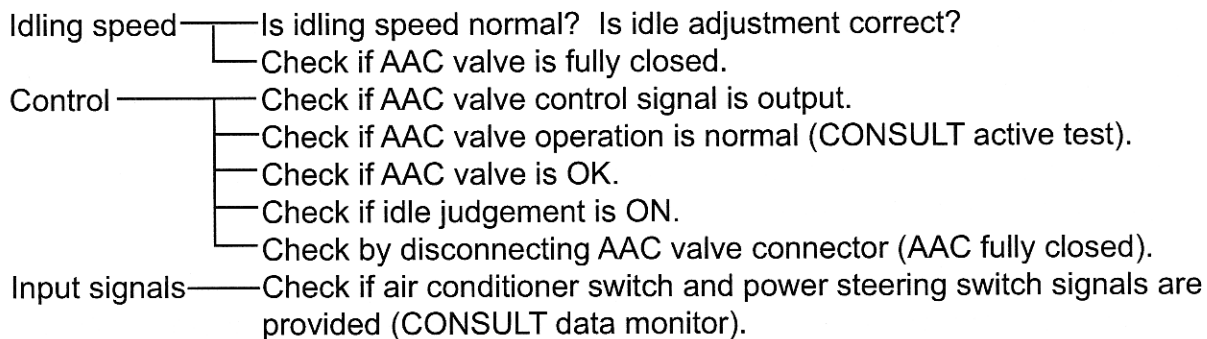 Idling speed Is idling speed normal? Is idle adjustment correct?
Check if AAC valve is fully closed.
Control Check if AAC valve control signal is output.
Check if AAC valve operation is normal (CONSULT active test).
Check if AAC valve is OK.
Check if idle judgement is ON.
Check by disconnecting AAC valve connector (AAC fully closed).
Input signals Check if air conditioner switch and power steering switch signals are
provided (CONSULT data monitor).